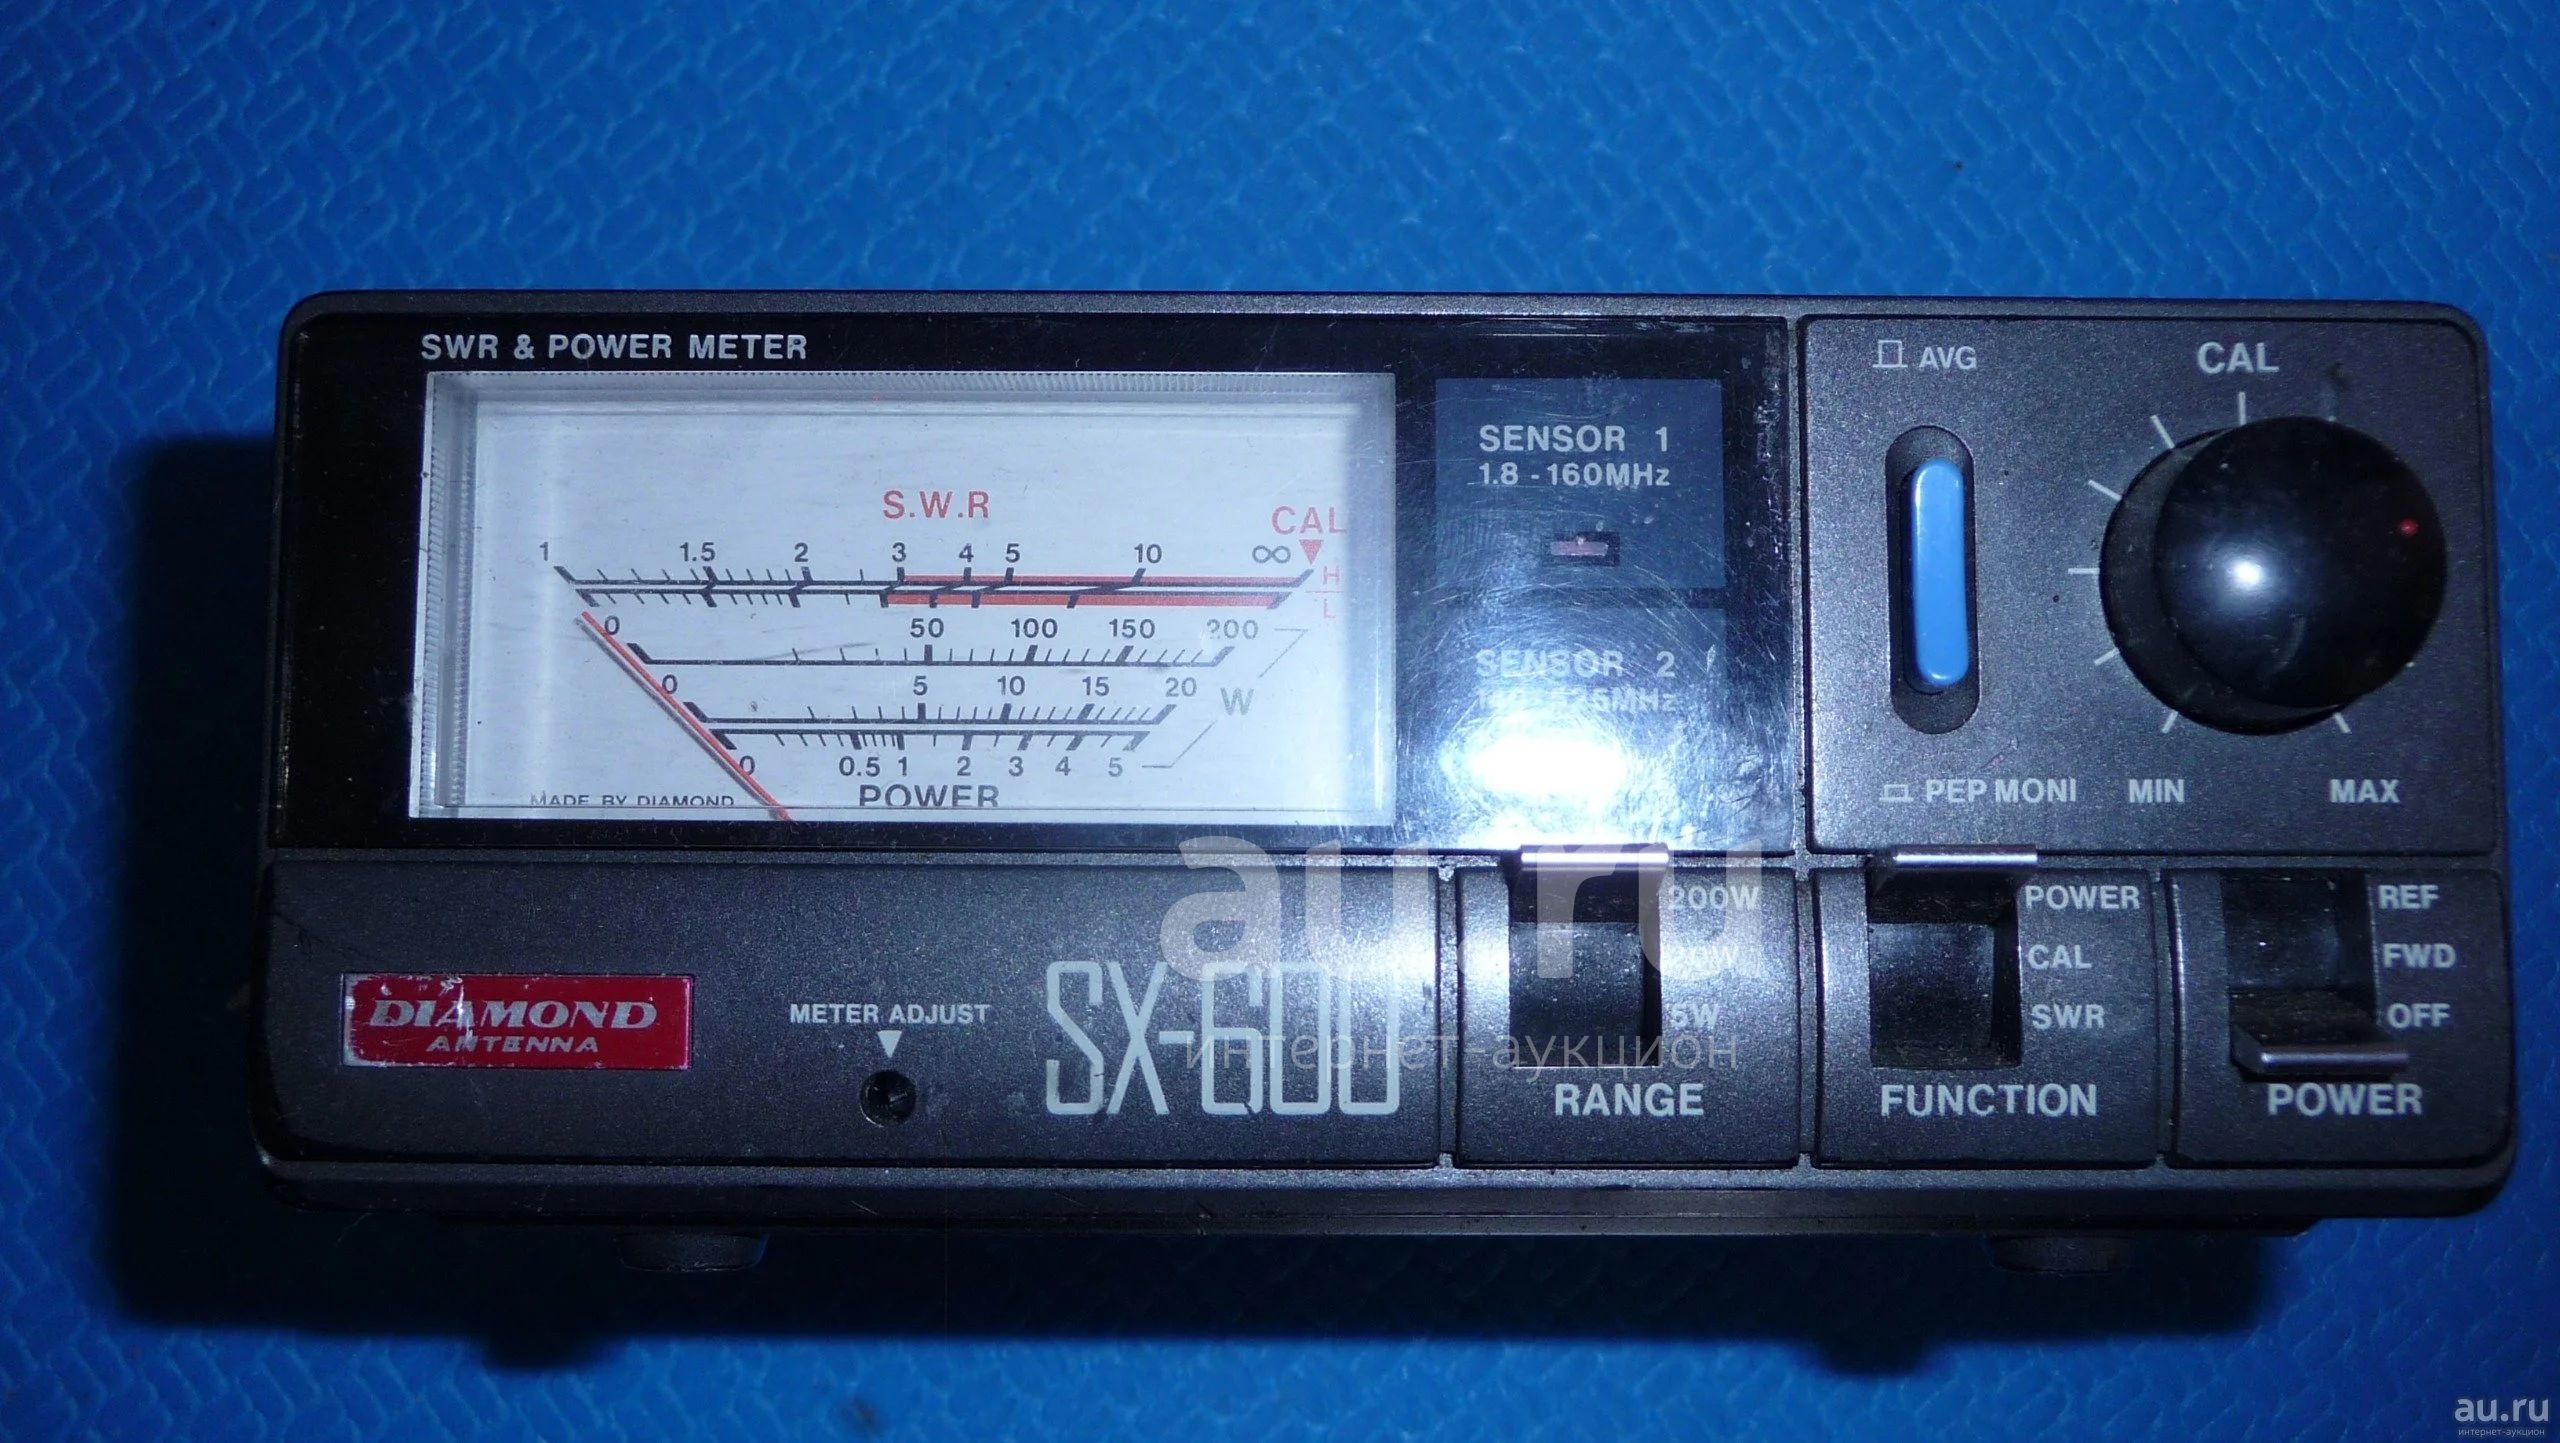 SWR & POWER METER
S.W.R
CAL
1 1.5 2 3 4 5 10 ∞
H
L
0 50 100 150 200
0 5 10 15 20
W
0 0.5 1 2 3 4 5
MADE BY DIAMOND
POWER
SENSOR 1
1.8 - 160MHz
SENSOR 2
AVG
CAL
PEP MONI
MIN
MAX
DIAMOND
ANTENNA
METER ADJUST
SX-600
200W
5W
RANGE
POWER
CAL
SWR
FUNCTION
REF
FWD
OFF
POWER
au.ru
интернет-аукцион
au.ru
интернет-аукцион